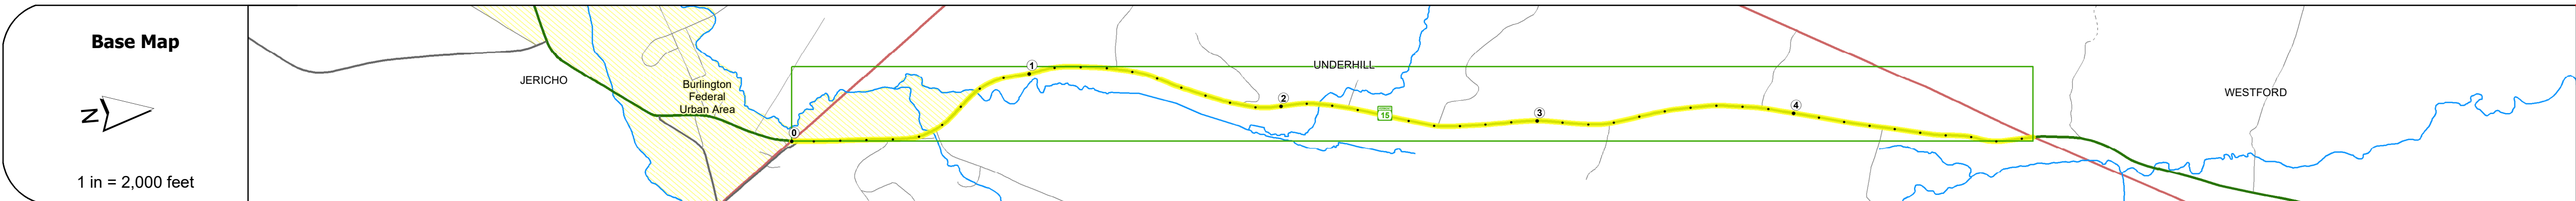 Base Map
N
1 in = 2,000 feet
JERICHO
Burlington
Federal
Urban Area
0
1
2
UNDERHILL
15
3
4
WESTFORD